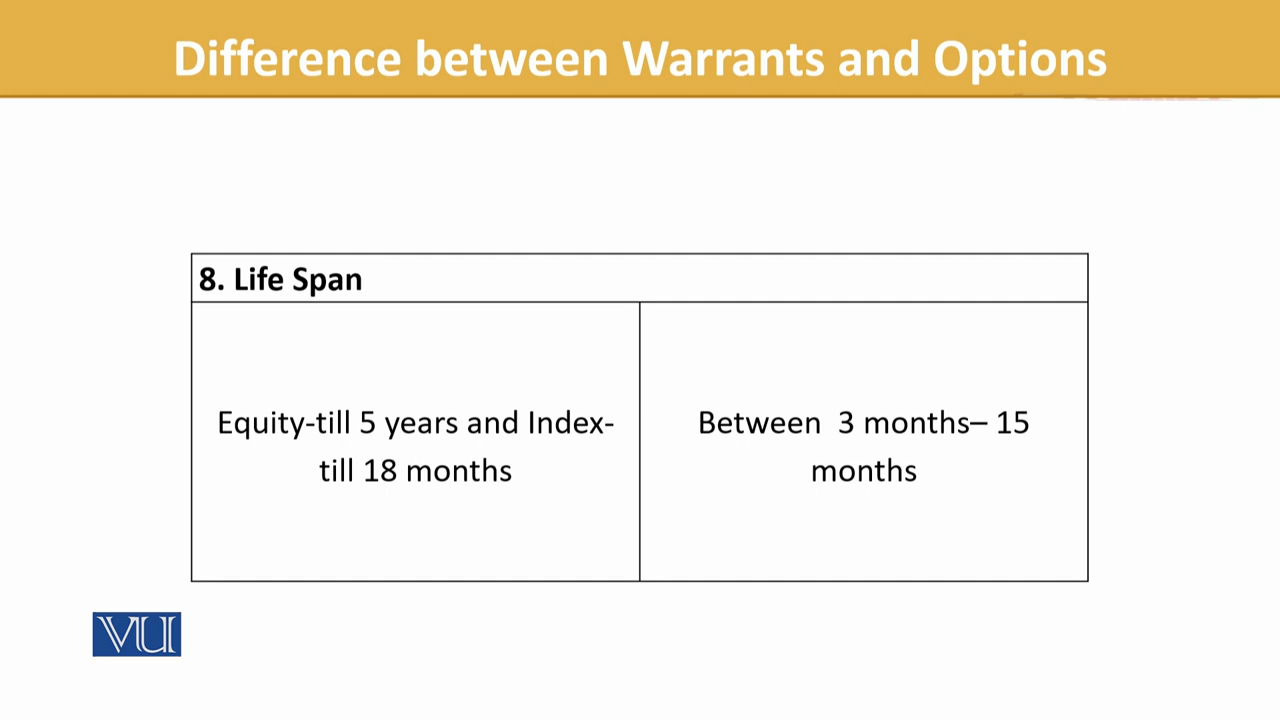 Difference between Warrants and Options
8. Life Span
Equity-till 5 years and Index-
till 18 months
Between  3 months– 15
months
VU